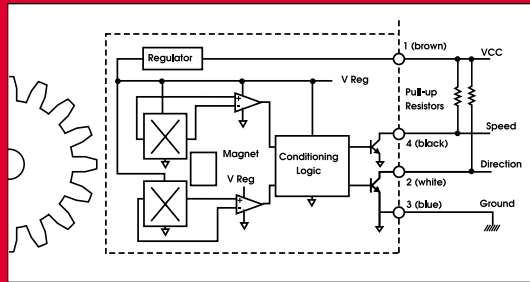 1 (brown)
VCC
Regulator
V Reg
Pull-up
Resistors
+
-
4 (black)
Speed
Magnet
Conditioning
Logic
2 (white)
Direction
V Reg
+
-
3 (blue)
Ground